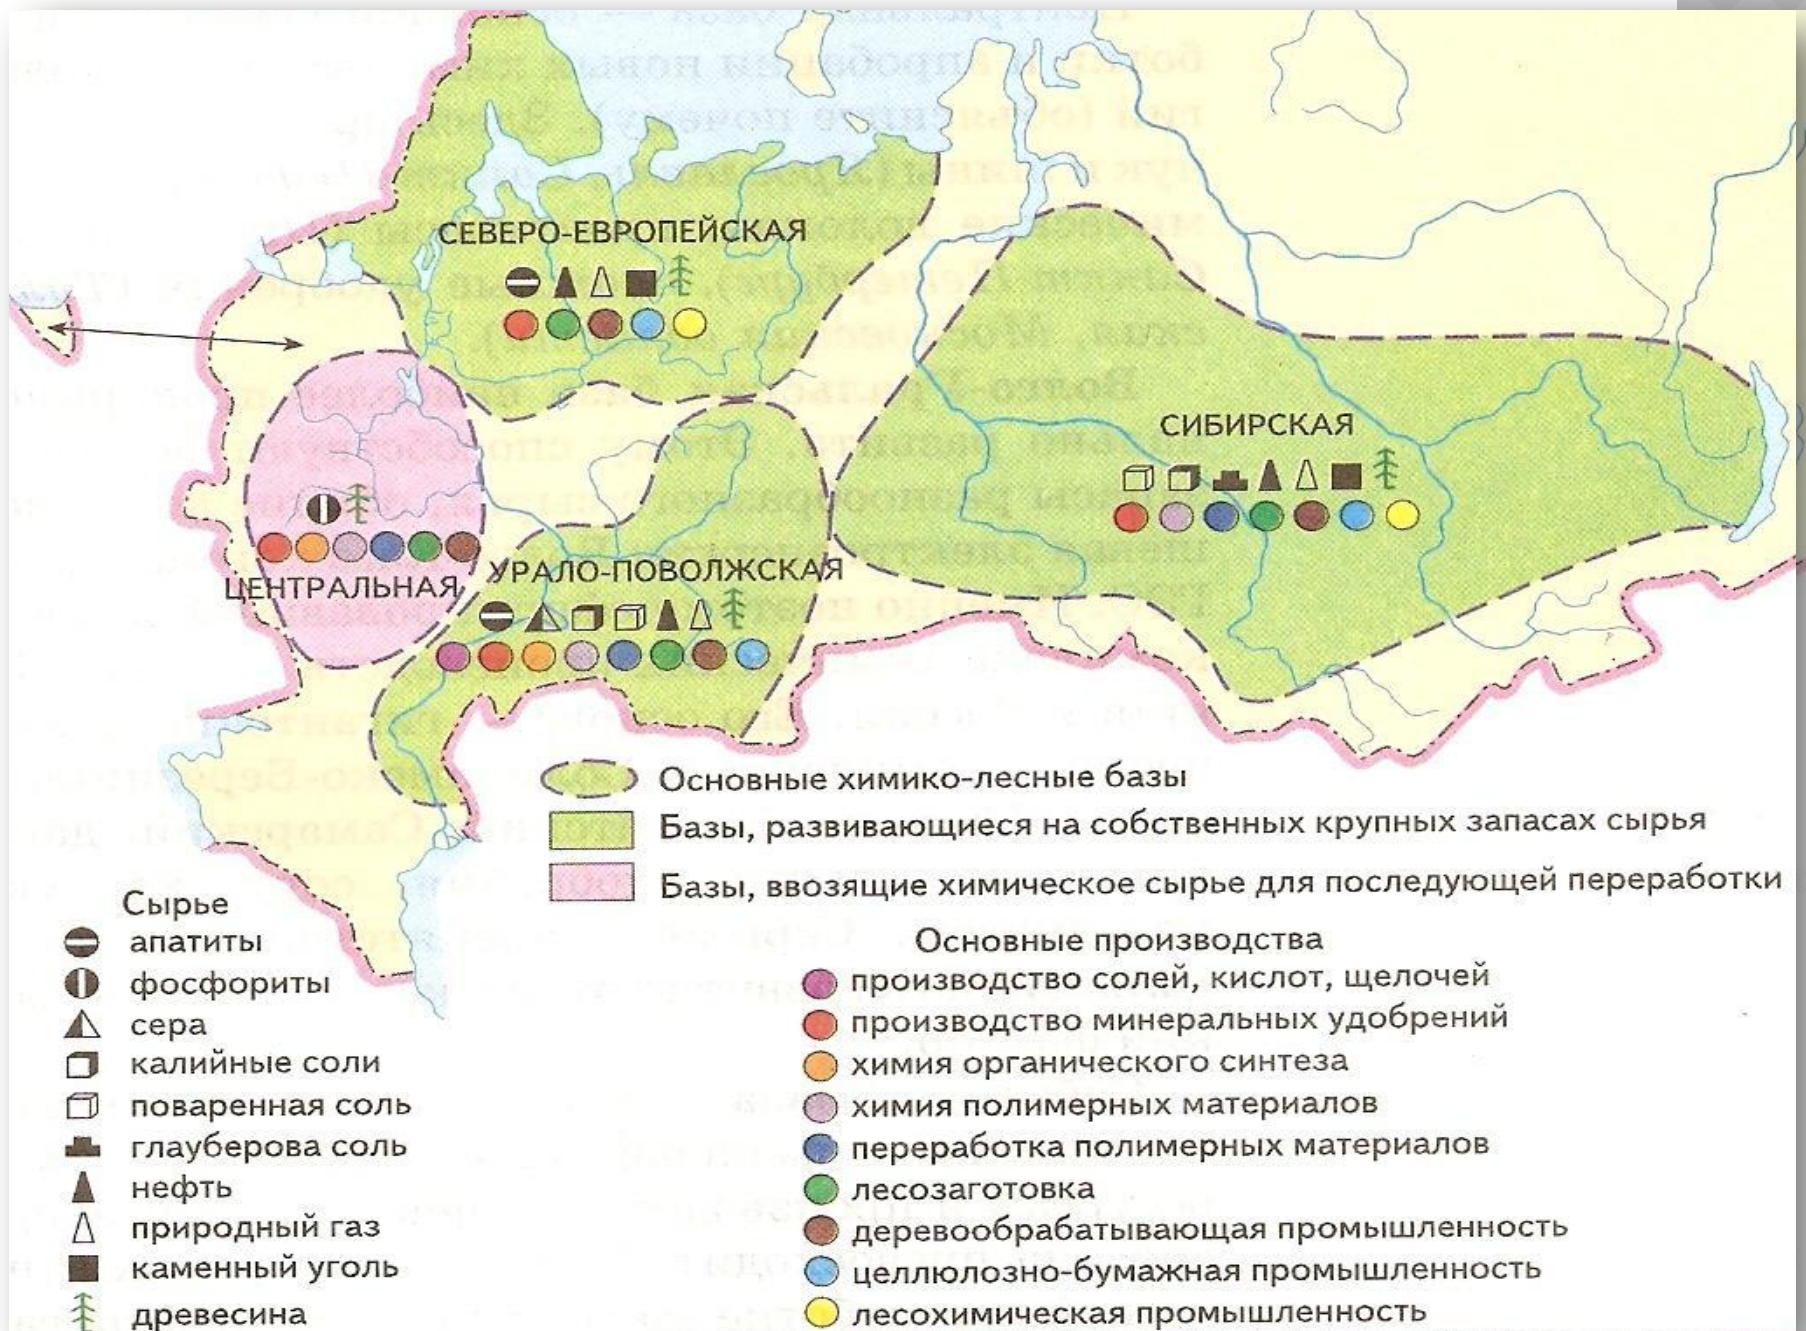 СЕВЕРО-ЕВРОПЕЙСКАЯ
СИБИРСКАЯ
ЦЕНТРАЛЬНАЯ
УРАЛО-ПОВОЛЖСКАЯ
Основные химико-лесные базы
Базы, развивающиеся на собственных крупных запасах сырья
Базы, ввозящие химическое сырье для последующей переработки
Сырье
апатиты
фосфориты
сера
калийные соли
поваренная соль
глауберова соль
нефть
природный газ
каменный уголь
древесина
Основные производства
производство солей, кислот, щелочей
производство минеральных удобрений
химия органического синтеза
химия полимерных материалов
переработка полимерных материалов
лесозаготовка
деревообрабатывающая промышленность
целлюлозно-бумажная промышленность
лесохимическая промышленность